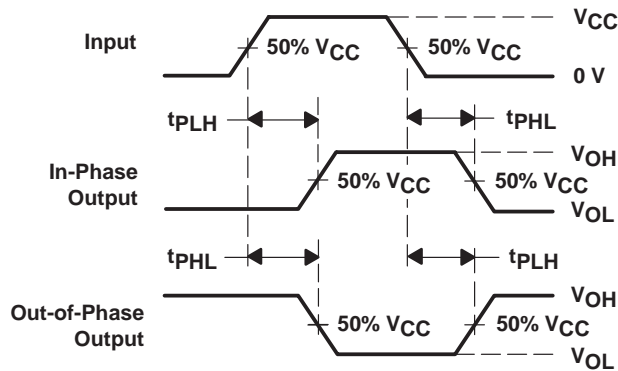 VCC
Input
50% VCC
50% VCC
0 V
tPLH
tPHL
VOH
In-Phase
Output
50% VCC
50% VCC
VOL
tPHL
tPLH
VOH
Out-of-Phase
Output
50% VCC
50% VCC
VOL